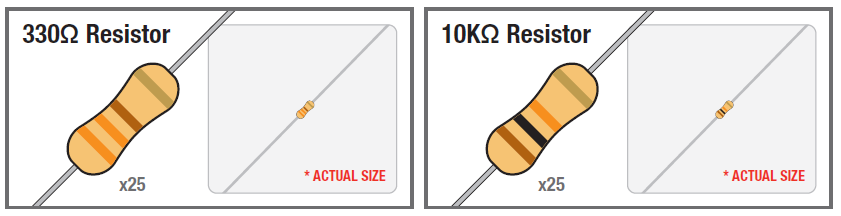 330Ω Resistor
x25
* ACTUAL SIZE
10KΩ Resistor
x25
* ACTUAL SIZE